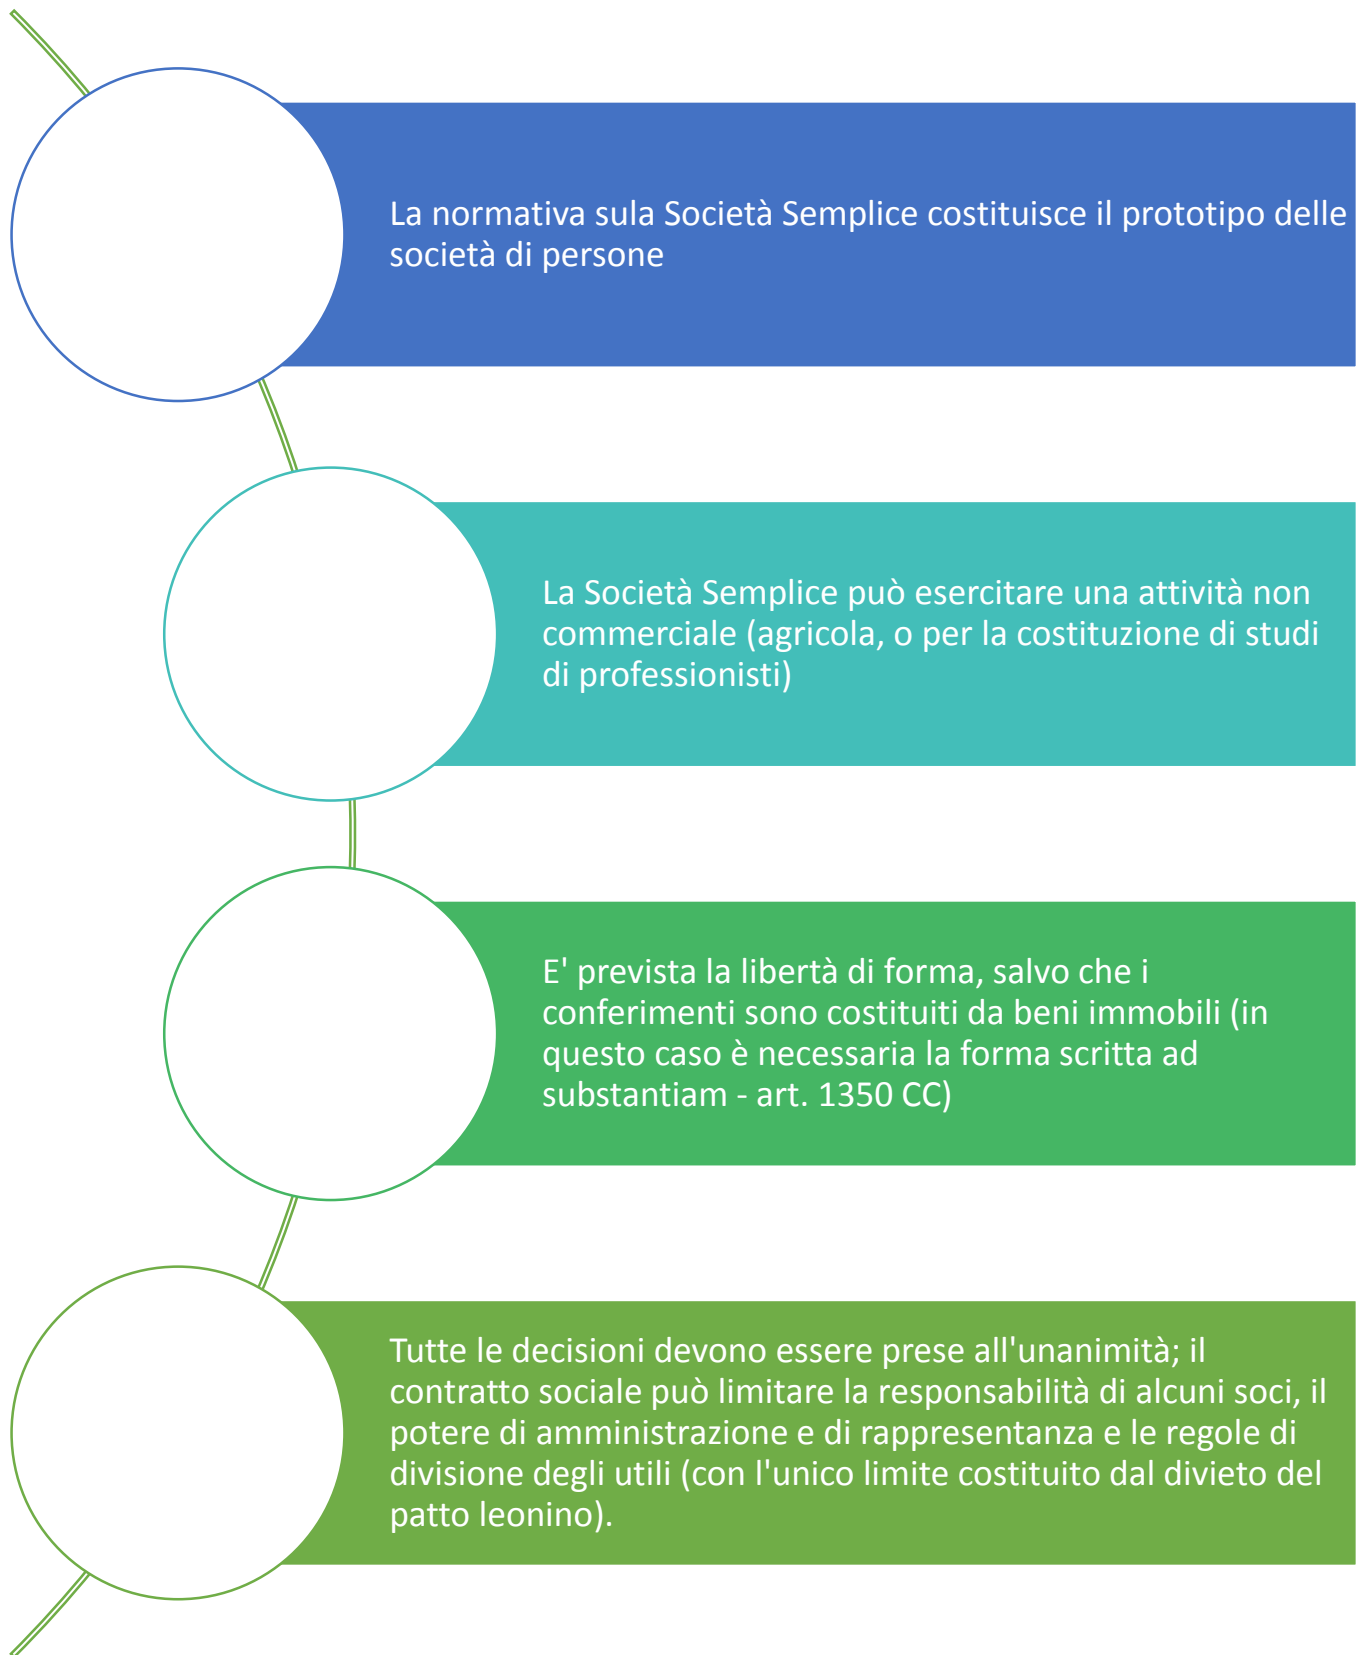 La normativa sulla Società Semplice costituisce il prototipo delle
società di persone
La Società Semplice può esercitare una attività non
commerciale (agricola, o per la costituzione di studi
di professionisti)
E' prevista la libertà di forma, salvo che i
conferimenti sono costituiti da beni immobili (in
questo caso è necessaria la forma scritta ad
substantiam - art. 1350 CC)
Tutte le decisioni devono essere prese all'unanimità; il
contratto sociale può limitare la responsabilità di alcuni soci, il
potere di amministrazione e di rappresentanza e le regole di
divisione degli utili (con l'unico limite costituito dal divieto del
patto leonino).